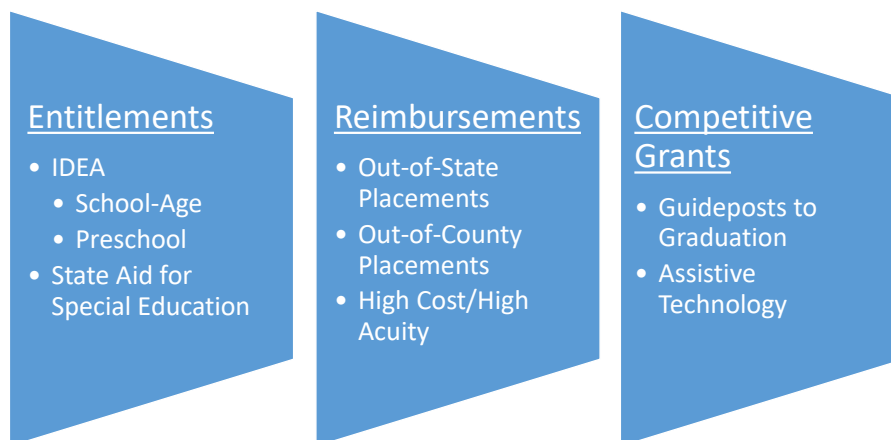 Entitlements
• IDEA
• School-Age
• Preschool
• State Aid for
Special Education
Reimbursements
• Out-of-State
Placements
• Out-of-County
Placements
• High Cost/High
Acuity
Competitive
Grants
• Guideposts to
Graduation
• Assistive
Technology